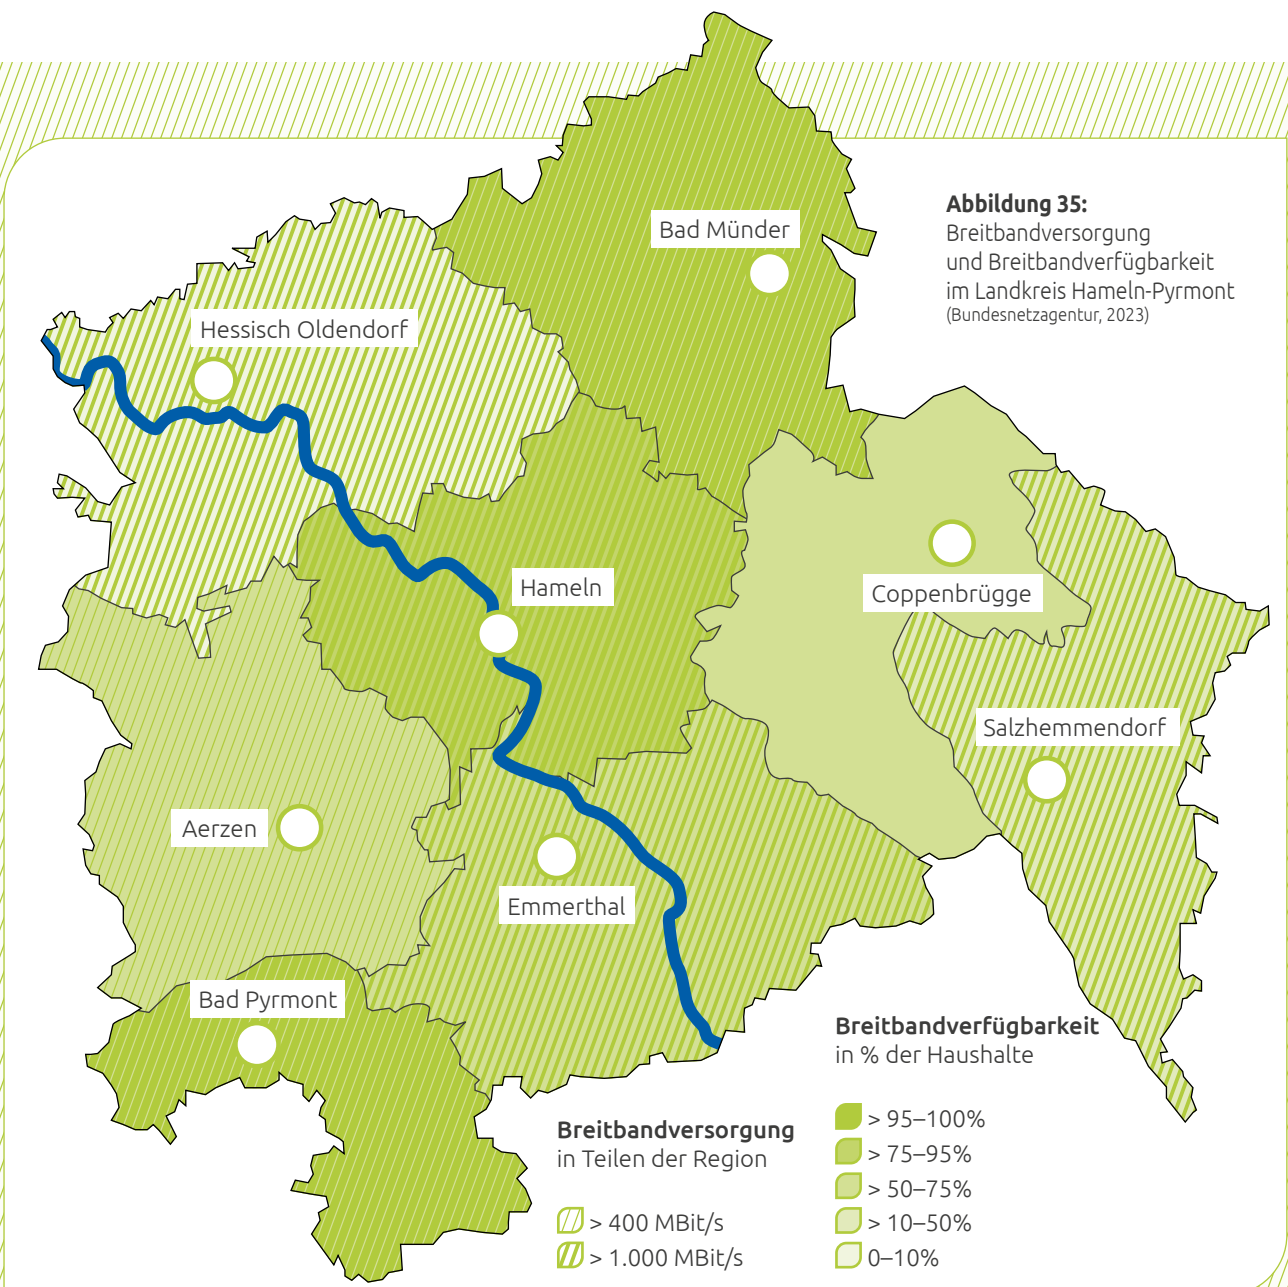 Abbildung 35:
Breitbandversorgung
und Breitbandverfügbarkeit
im Landkreis Hameln-Pyrmont
(Bundesnetzagentur, 2023)
Bad Münder
Hessisch Oldendorf
Hameln
Coppenbrügge
Salzhemmendorf
Aerzen
Emmerthal
Bad Pyrmont
Breitbandversorgung
in Teilen der Region
> 400 MBit/s
> 1.000 MBit/s
Breitbandverfügbarkeit
in % der Haushalte
> 95–100%
> 75–95%
> 50–75%
> 10–50%
0–10%